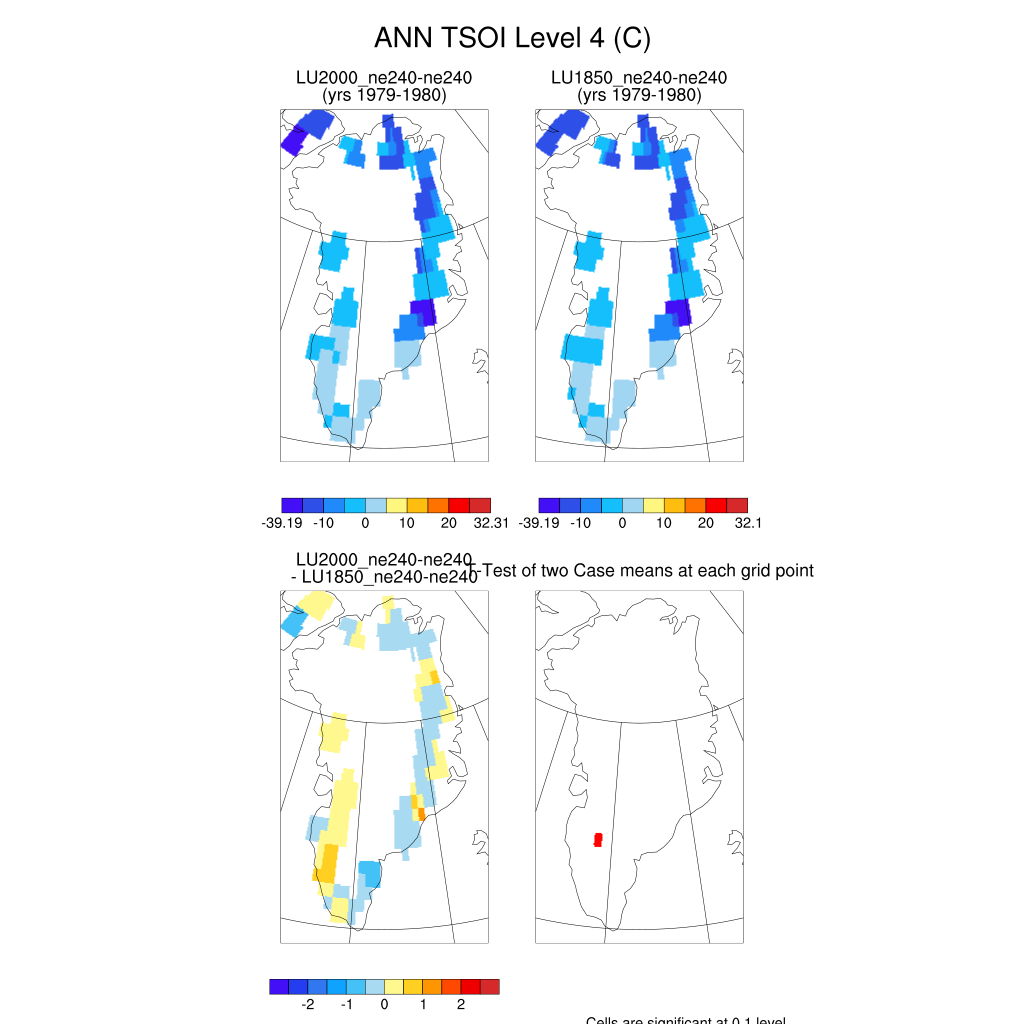 ANN TSOI Level 4 (C)
LU2000_ne240-ne240
(yrs 1979-1980)
LU1850_ne240-ne240
(yrs 1979-1980)
-39.19 -10 0 10 20 32.31
-39.19 -10 0 10 20 32.1
LU2000_ne240-ne240
- LU1850_ne240-ne240
T-Test of two Case means at each grid point
-2 -1 0 1 2
Cells are significant at 0.1 level